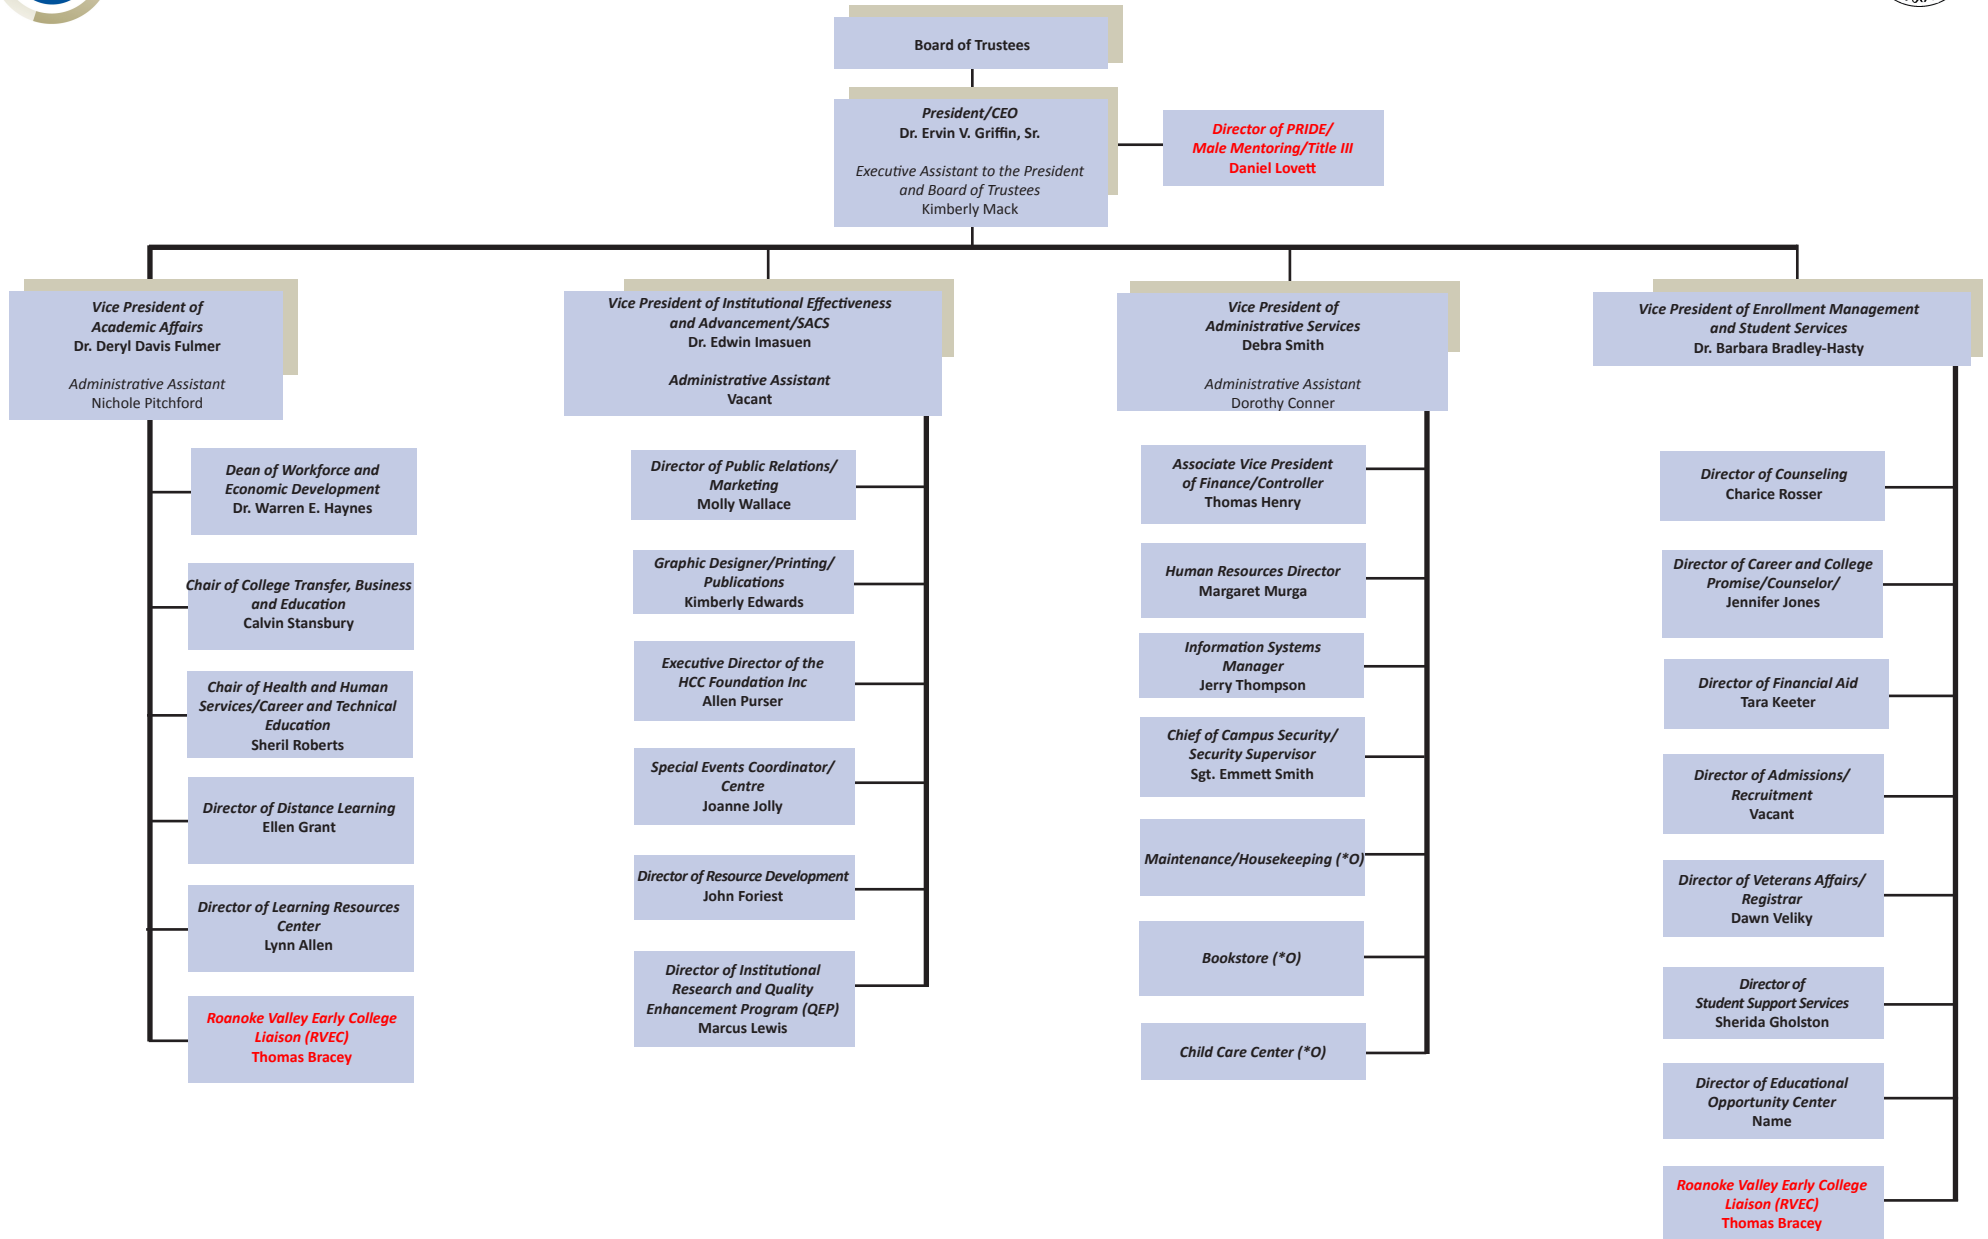 Board of Trustees
President/CEO
Dr. Ervin V. Griffin, Sr.
Executive Assistant to the President
and Board of Trustees
Kimberly Mack
Director of PRIDE/
Male Mentoring/Title III
Daniel Lovett
Vice President of
Academic Affairs
Dr. Deryl Davis Fulmer
Administrative Assistant
Nichole Pitchford
Dean of Workforce and
Economic Development
Dr. Warren E. Haynes
Chair of College Transfer, Business
and Education
Calvin Stansbury
Chair of Health and Human
Services/Career and Technical
Education
Sheril Roberts
Director of Distance Learning
Ellen Grant
Director of Learning Resources
Center
Lynn Allen
Roanoke Valley Early College
Liaison (RVEC)
Thomas Bracey
Vice President of Institutional Effectiveness
and Advancement/SACS
Dr. Edwin Imasuen
Administrative Assistant
Vacant
Director of Public Relations/
Marketing
Molly Wallace
Graphic Designer/Printing/
Publications
Kimberly Edwards
Executive Director of the
HCC Foundation Inc
Allen Purser
Special Events Coordinator/
Centre
Joanne Jolly
Director of Resource Development
John Foriest
Director of Institutional
Research and Quality
Enhancement Program (QEP)
Marcus Lewis
Vice President of
Administrative Services
Debra Smith
Administrative Assistant
Dorothy Conner
Associate Vice President
of Finance/Controller
Thomas Henry
Human Resources Director
Margaret Murga
Information Systems
Manager
Jerry Thompson
Chief of Campus Security/
Security Supervisor
Sgt. Emmett Smith
Maintenance/Housekeeping (*O)
Bookstore (*O)
Child Care Center (*O)
Vice President of Enrollment Management
and Student Services
Dr. Barbara Bradley-Hasty
Director of Counseling
Charice Rosser
Director of Career and College
Promise/Counselor/
Jennifer Jones
Director of Financial Aid
Tara Keeter
Director of Admissions/
Recruitment
Vacant
Director of Veterans Affairs/
Registrar
Dawn Veliky
Director of
Student Support Services
Sherida Gholston
Director of Educational
Opportunity Center
Name
Roanoke Valley Early College
Liaison (RVEC)
Thomas Bracey